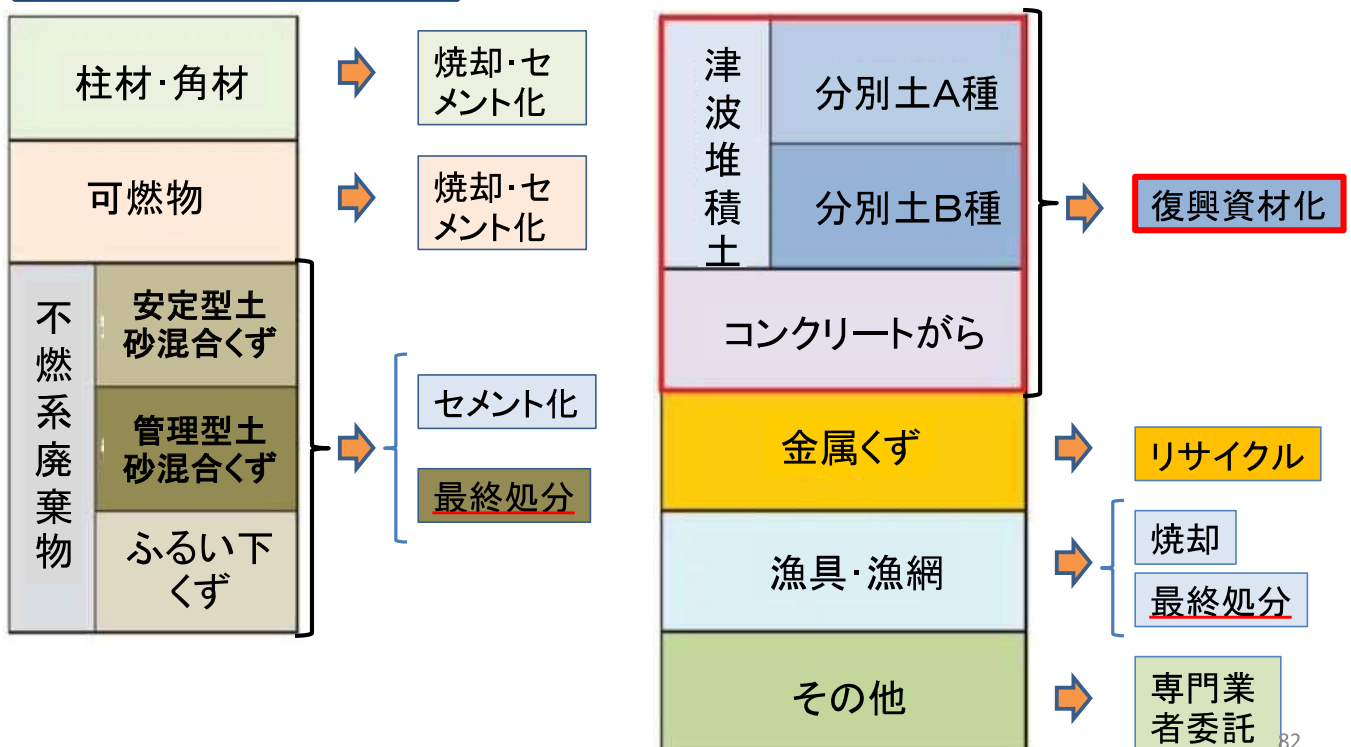 柱材・角材
焼却・セ
メント化
可燃物
焼却・セ
メント化
不燃系廃棄物
安定型土
砂混合くず
管理型土
砂混合くず
ふるい下
くず
セメント化
最終処分
津波堆積土
分別土A種
分別土B種
コンクリートがら
復興資材化
金属くず
リサイクル
漁具・漁網
焼却
最終処分
その他
専門業
者委託
82